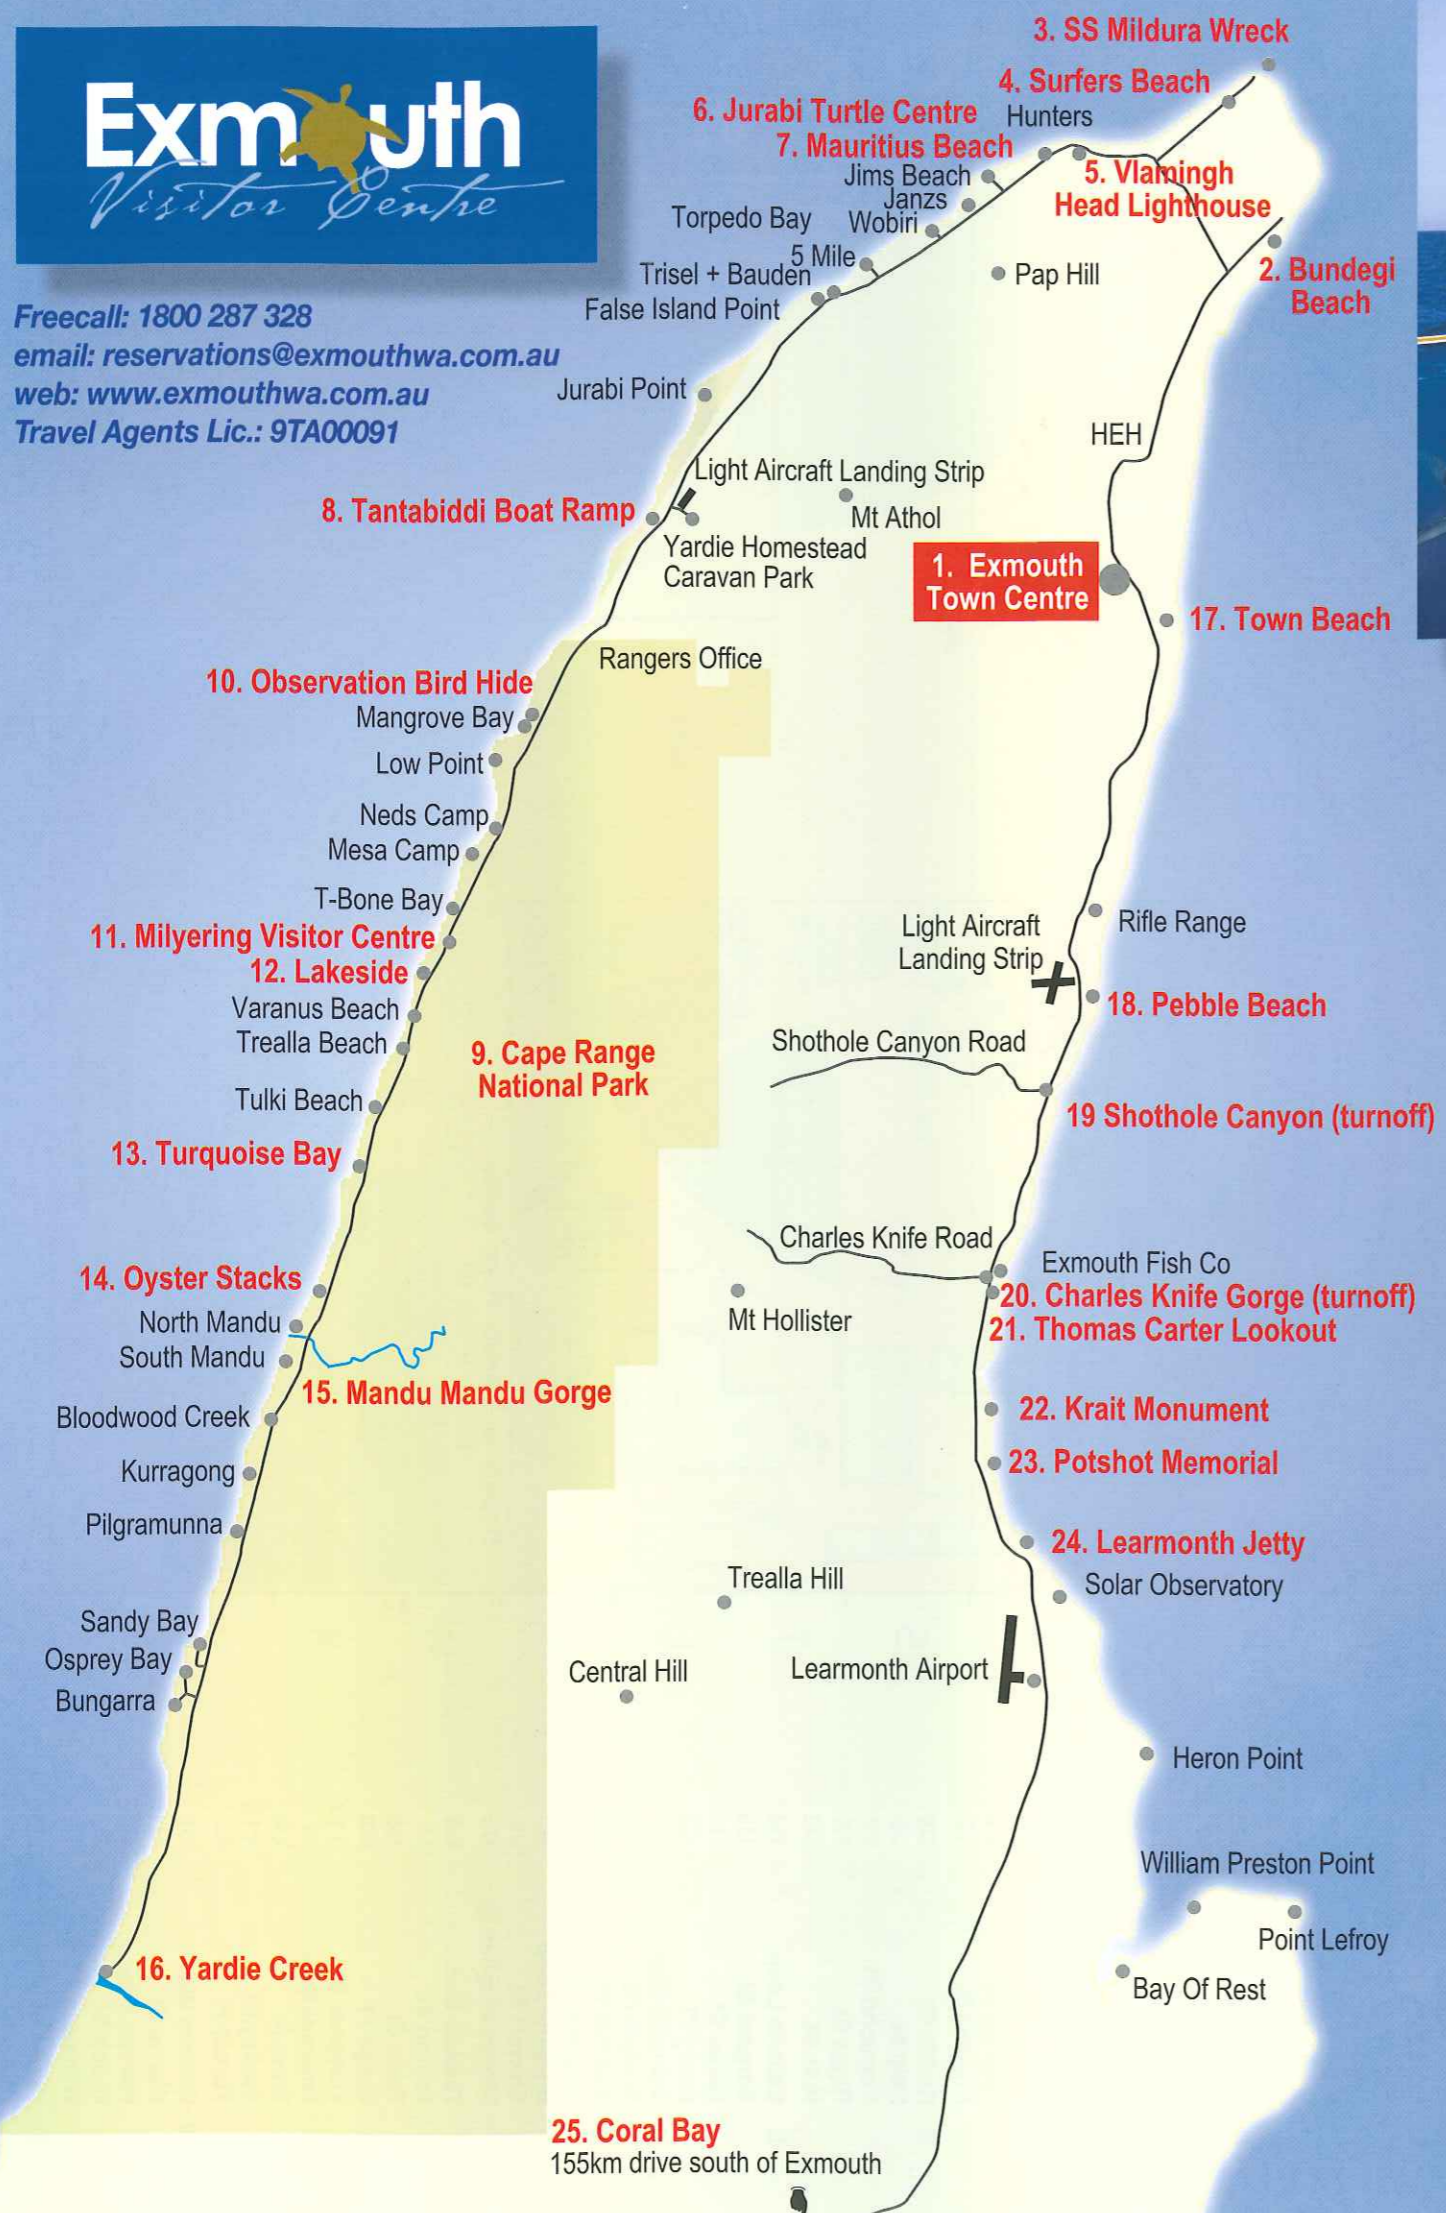 Exmouth
Visitor Centre
Freecall: 1800 287 328
email: reservations@exmouthwa.com.au
web: www.exmouthwa.com.au
Travel Agents Lic.: 9TA00091
3. SS Mildura Wreck
4. Surfers Beach
Hunters
6. Jurabi Turtle Centre
7. Mauritius Beach
5. Vlamingh
Head Lighthouse
Jims Beach
Janzs
Torpedo Bay
Wobiri
5 Mile
Trisel + Bauden
False Island Point
Pap Hill
2. Bundegi
Beach
Jurabi Point
HEH
Light Aircraft Landing Strip
8. Tantabiddi Boat Ramp
Mt Athol
Yardie Homestead
Caravan Park
1. Exmouth
Town Centre
17. Town Beach
Rangers Office
10. Observation Bird Hide
Mangrove Bay
Low Point
Neds Camp
Mesa Camp
T-Bone Bay
11. Milyering Visitor Centre
12. Lakeside
Varanus Beach
Trealla Beach
9. Cape Range
National Park
Tulki Beach
13. Turquoise Bay
Light Aircraft
Landing Strip
Rifle Range
18. Pebble Beach
Shothole Canyon Road
19 Shothole Canyon (turnoff)
Charles Knife Road
Exmouth Fish Co
20. Charles Knife Gorge (turnoff)
21. Thomas Carter Lookout
Mt Hollister
14. Oyster Stacks
North Mandu
South Mandu
15. Mandu Mandu Gorge
Bloodwood Creek
Kurragong
Pilgramunna
22. Krait Monument
23. Potshot Memorial
24. Learmonth Jetty
Solar Observatory
Trealla Hill
Central Hill
Learmonth Airport
Sandy Bay
Osprey Bay
Bungarra
Heron Point
William Preston Point
Point Lefroy
Bay Of Rest
16. Yardie Creek
25. Coral Bay
155km drive south of Exmouth